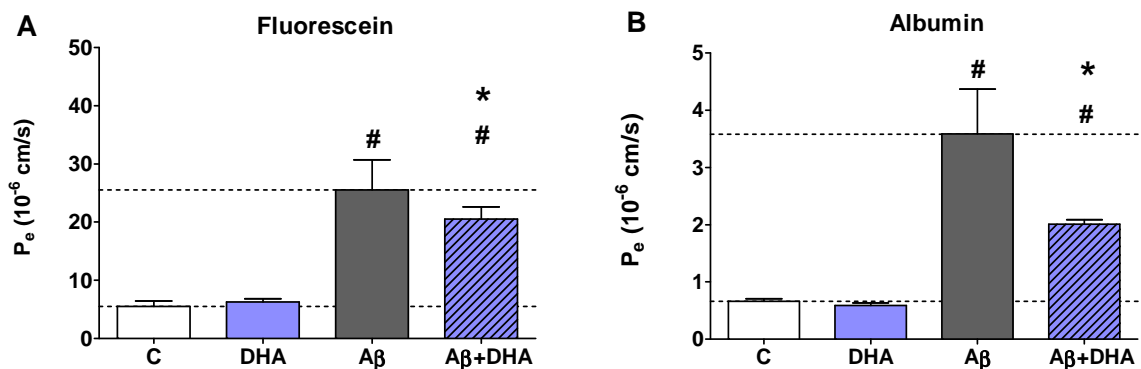 A
Fluorescein
Pₑ (10⁻⁶ cm/s)
50
40
30
20
10
0
#
*
#
C
DHA
Aβ
Aβ+DHA
B
Albumin
Pₑ (10⁻⁶ cm/s)
5
4
3
2
1
0
#
*
#
C
DHA
Aβ
Aβ+DHA